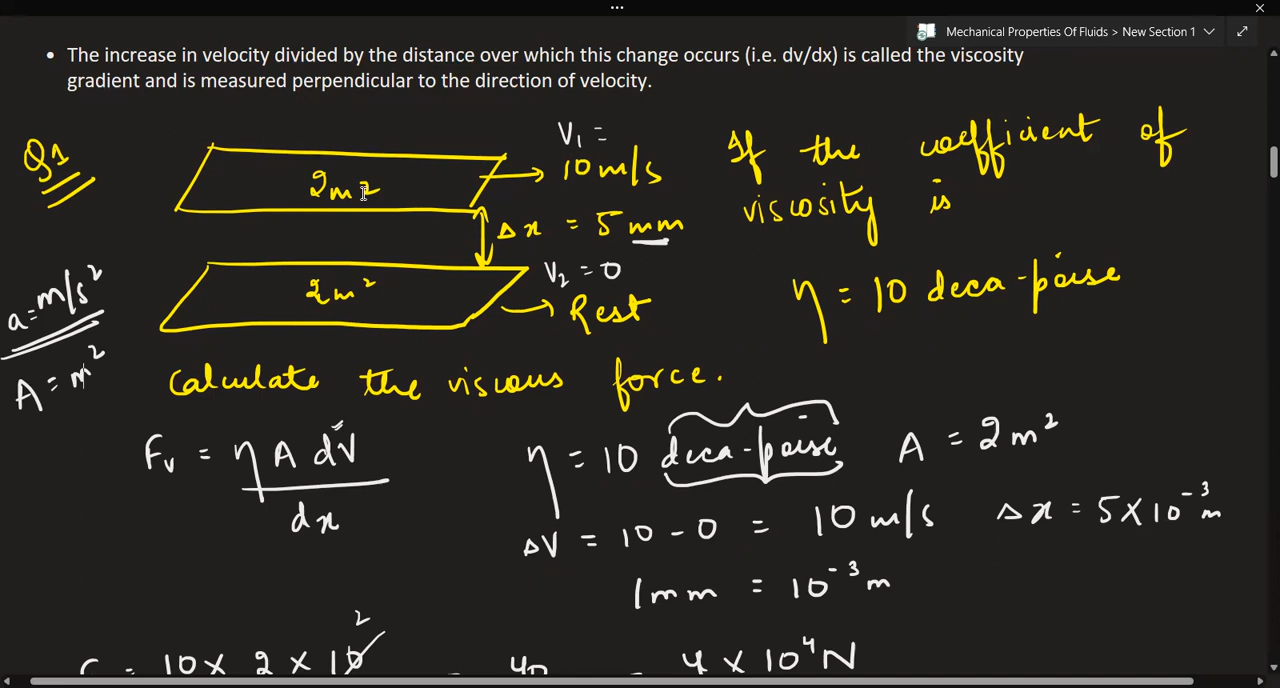 Mechanical Properties Of Fluids > New Section 1
• The increase in velocity divided by the distance over which this change occurs (i.e. dv/dx) is called the viscosity
gradient and is measured perpendicular to the direction of velocity.
Q1
2m²
V₁ =
10 m/s
Δx = 5 mm
2m²
V₂ = 0
Rest
If the coefficient of
viscosity is
η = 10 deca-poise
a = m/s²
A = m²
Calculate the viscous force.
Fv = η A dV
dx
η = 10 deca-poise A = 2m²
ΔV = 10 - 0 = 10 m/s Δx = 5 × 10⁻³ m
1mm = 10⁻³ m
10 × 2 × 10 2
= 4 × 10⁴ N